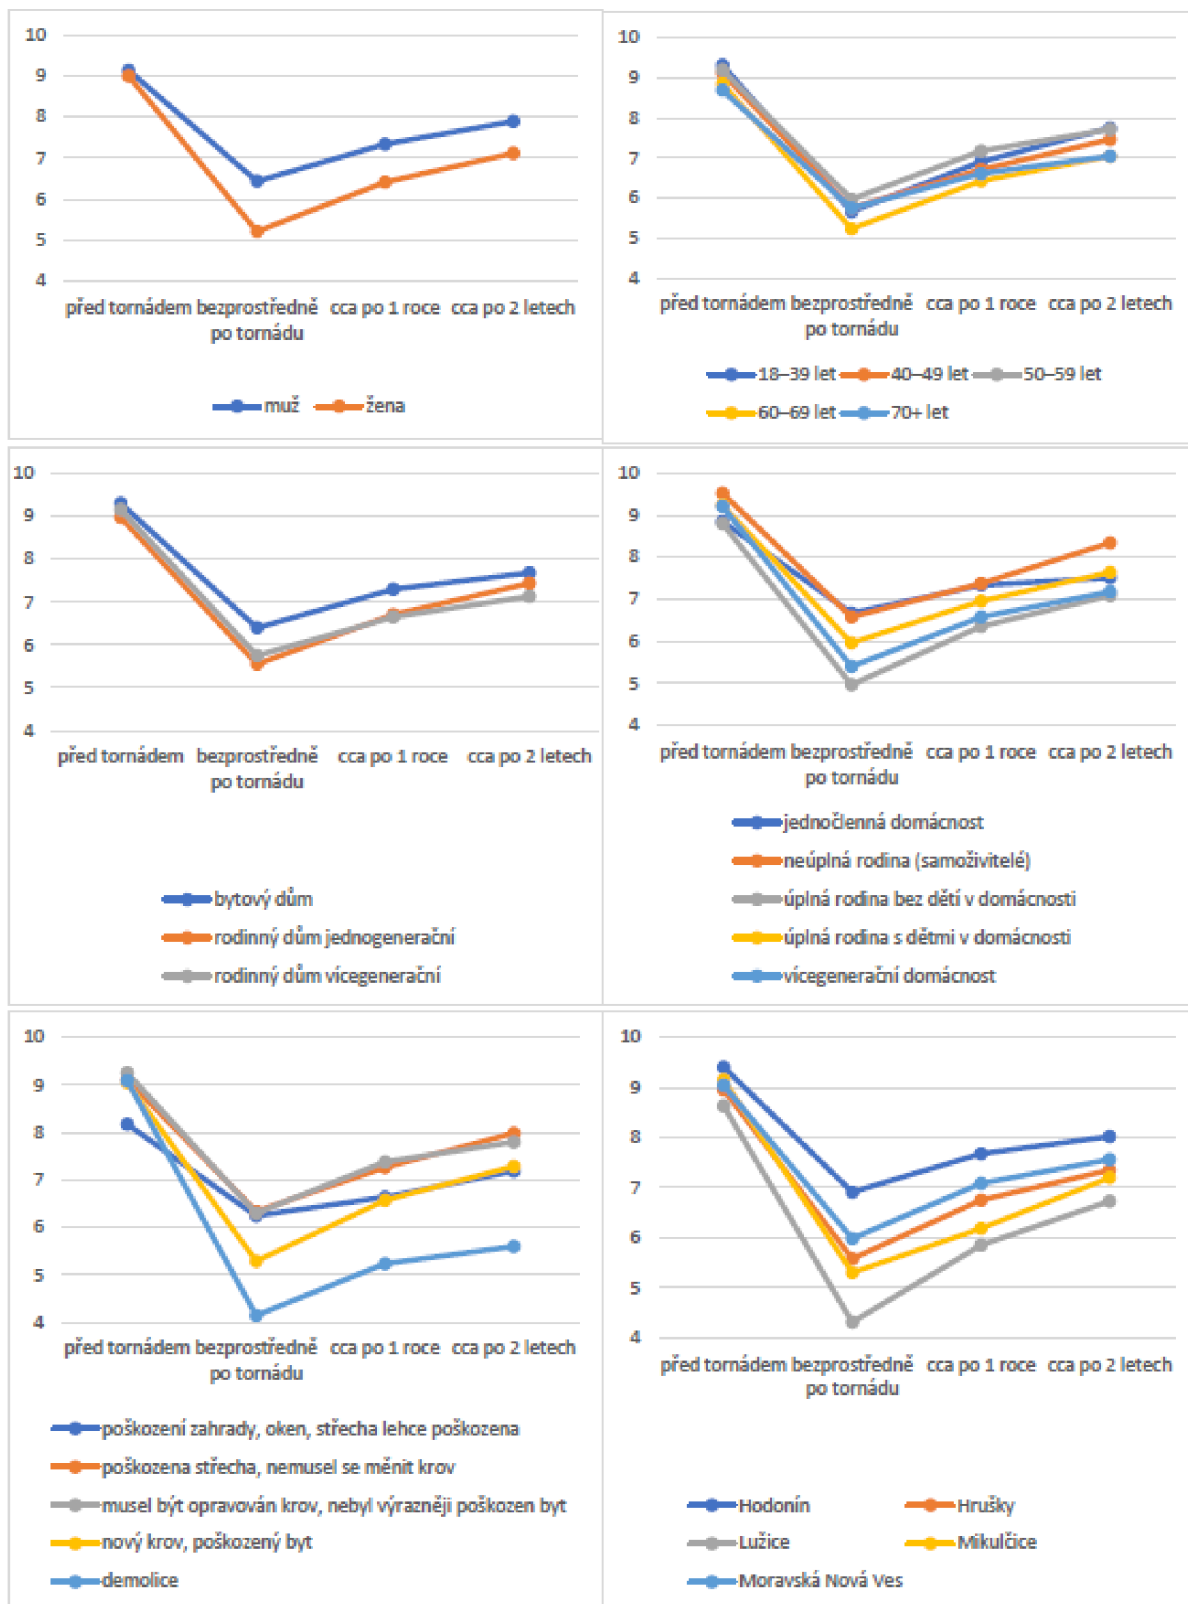 10
9
8
7
6
5
4
před tornádem bezprostředně cca po 1 roce cca po 2 letech
po tornádu
muž žena
10
9
8
7
6
5
4
před tornádem bezprostředně cca po 1 roce cca po 2 letech
po tornádu
18–39 let 40–49 let 50–59 let
60–69 let 70+ let
10
9
8
7
6
5
4
před tornádem bezprostředně cca po 1 roce cca po 2 letech
po tornádu
bytový dům
rodinný dům jednogenerační
rodinný dům vícegenerační
10
9
8
7
6
5
4
před tornádem bezprostředně cca po 1 roce cca po 2 letech
po tornádu
jednočlenná domácnost
neúplná rodina (samoživitelé)
úplná rodina bez dětí v domácnosti
úplná rodina s dětmi v domácnosti
vícegenerační domácnost
10
9
8
7
6
5
4
před tornádem bezprostředně cca po 1 roce cca po 2 letech
po tornádu
poškození zahrady, oken, střecha lehce poškozena
poškozena střecha, nemusel se měnit krov
musel být opravován krov, nebyl výrazněji poškozen byt
nový krov, poškozený byt
demolice
10
9
8
7
6
5
4
před tornádem bezprostředně cca po 1 roce cca po 2 letech
po tornádu
Hodonín Hrušky
Lužice Mikulčice
Moravská Nová Ves